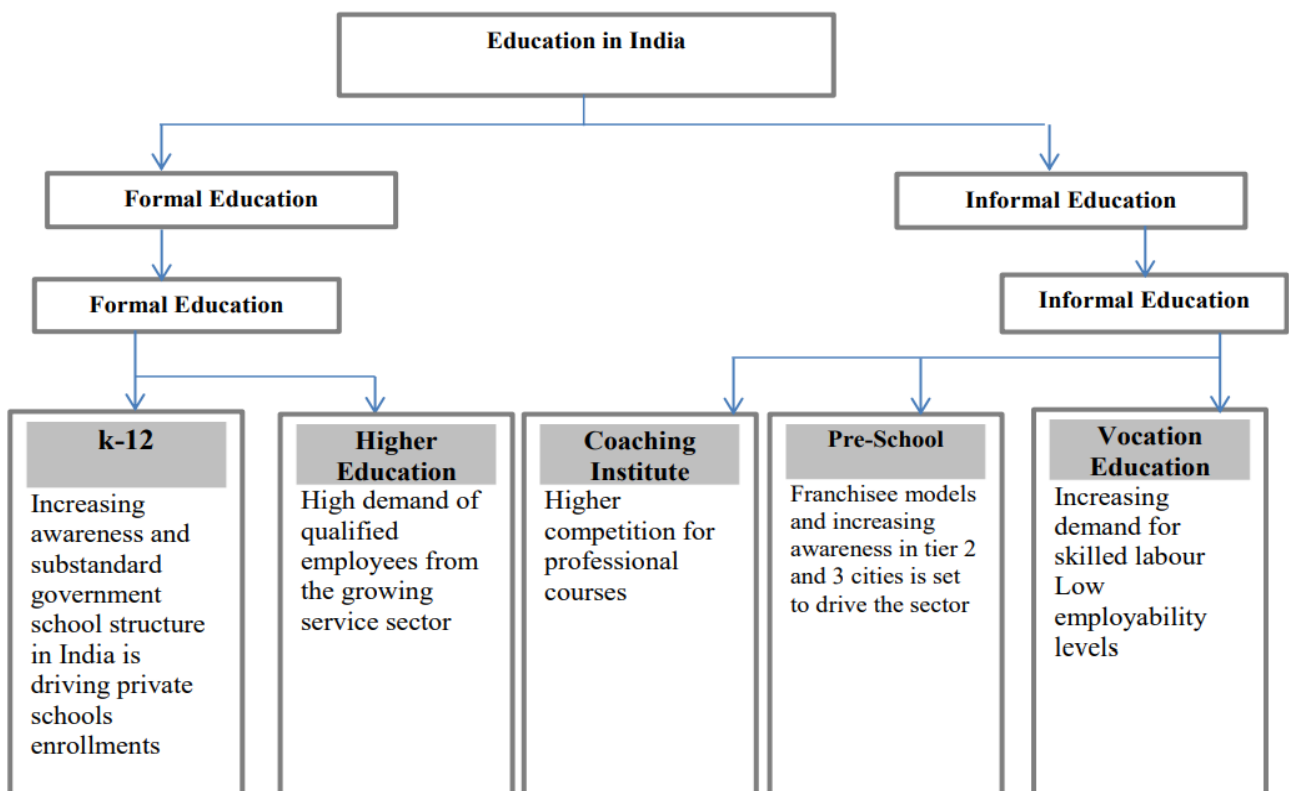 Education in India
Formal Education
Informal Education
Formal Education
Informal Education
k-12
Increasing
awareness and
substandard
government
school structure
in India is
driving private
schools
enrollments
Higher
Education
High demand of
qualified
employees from
the growing
service sector
Coaching
Institute
Higher
competition for
professional
courses
Pre-School
Franchisee models
and increasing
awareness in tier 2
and 3 cities is set
to drive the sector
Vocation
Education
Increasing
demand for
skilled labour
Low
employability
levels